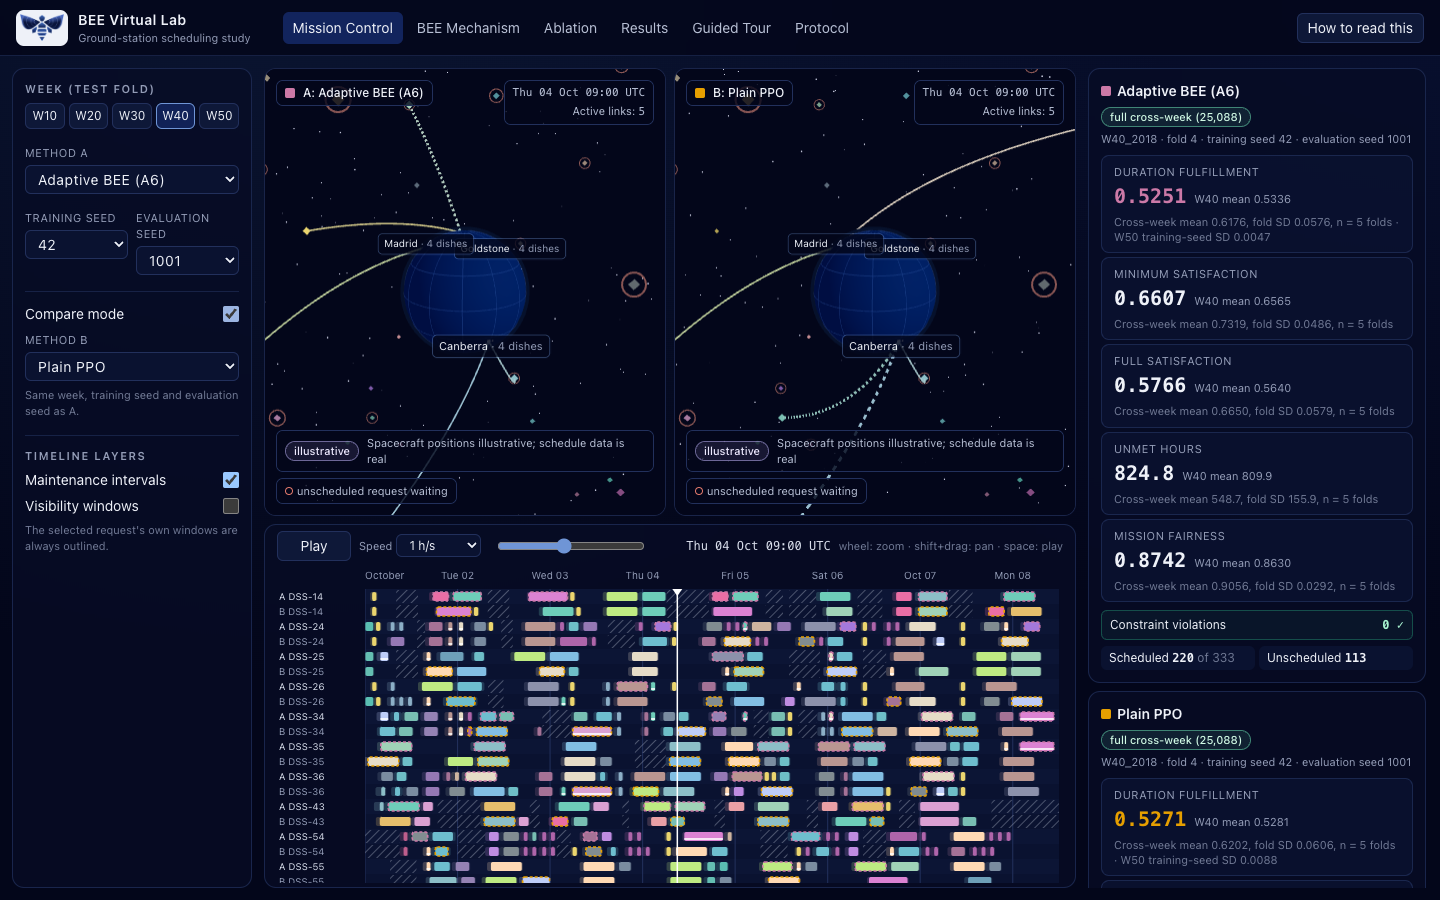 BEE Virtual Lab
Ground-station scheduling study
Mission Control
BEE Mechanism
Ablation
Results
Guided Tour
Protocol
How to read this
WEEK (TEST FOLD)
W10 W20 W30 W40 W50
METHOD A
Adaptive BEE (A6)
TRAINING SEED
42
EVALUATION
SEED
1001
Compare mode
METHOD B
Plain PPO
Same week, training seed and evaluation
seed as A.
TIMELINE LAYERS
Maintenance intervals
Visibility windows
The selected request's own windows are
always outlined.
A: Adaptive BEE (A6)
Thu 04 Oct 09:00 UTC
Active links: 5
Madrid · 4 dishes
oldstone · 4 dishes
Canberra · 4 dishes
illustrative
Spacecraft positions illustrative; schedule data is
real
unscheduled request waiting
B: Plain PPO
Thu 04 Oct 09:00 UTC
Active links: 5
Madrid · 4 dishes
oldstone · 4 dishes
Canberra · 4 dishes
illustrative
Spacecraft positions illustrative; schedule data is
real
unscheduled request waiting
Play
Speed
1 h/s
Thu 04 Oct 09:00 UTC
wheel: zoom · shift+drag: pan · space: play
October
Tue 02
Wed 03
Thu 04
Fri 05
Sat 06
Oct 07
Mon 08
A DSS-14
B DSS-14
A DSS-24
B DSS-24
A DSS-25
B DSS-25
A DSS-26
B DSS-26
A DSS-34
B DSS-34
A DSS-35
B DSS-35
A DSS-36
B DSS-36
A DSS-43
B DSS-43
A DSS-54
B DSS-54
A DSS-55
B DSS-55
Adaptive BEE (A6)
full cross-week (25,088)
W40_2018 · fold 4 · training seed 42 · evaluation seed 1001
DURATION FULFILLMENT
0.5251 W40 mean 0.5336
Cross-week mean 0.6176, fold SD 0.0576, n = 5 folds ·
W50 training-seed SD 0.0047
MINIMUM SATISFACTION
0.6607 W40 mean 0.6565
Cross-week mean 0.7319, fold SD 0.0486, n = 5 folds
FULL SATISFACTION
0.5766 W40 mean 0.5640
Cross-week mean 0.6650, fold SD 0.0579, n = 5 folds
UNMET HOURS
824.8 W40 mean 809.9
Cross-week mean 548.7, fold SD 155.9, n = 5 folds
MISSION FAIRNESS
0.8742 W40 mean 0.8630
Cross-week mean 0.9056, fold SD 0.0292, n = 5 folds
Constraint violations 0 ✓
Scheduled 220 of 333
Unscheduled 113
Plain PPO
full cross-week (25,088)
W40_2018 · fold 4 · training seed 42 · evaluation seed 1001
DURATION FULFILLMENT
0.5271 W40 mean 0.5281
Cross-week mean 0.6202, fold SD 0.0606, n = 5 folds
· W50 training-seed SD 0.0088